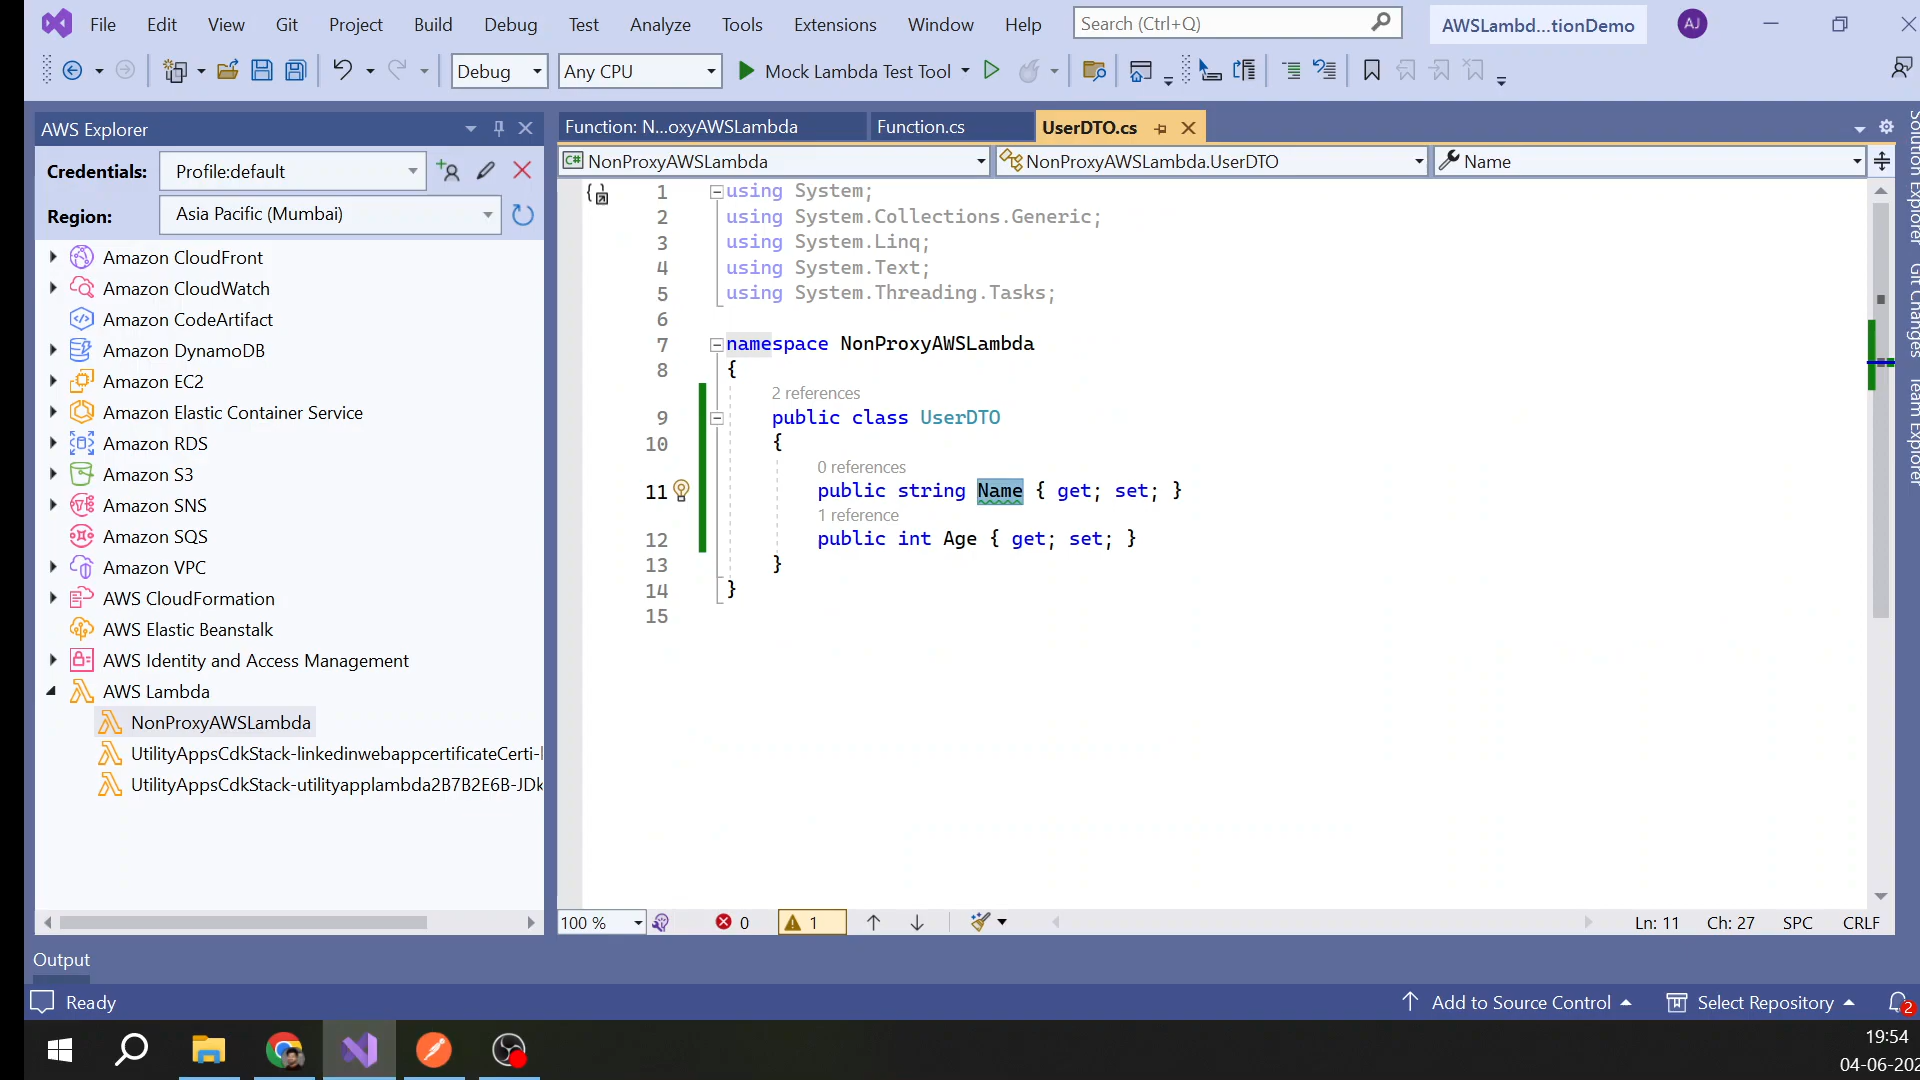 File Edit View Git Project Build Debug Test Analyze Tools Extensions Window Help Search (Ctrl+Q) AWSLambd...tionDemo AJ
Debug Any CPU Mock Lambda Test Tool
AWS Explorer
Credentials: Profile:default
Region: Asia Pacific (Mumbai)
Amazon CloudFront
Amazon CloudWatch
Amazon CodeArtifact
Amazon DynamoDB
Amazon EC2
Amazon Elastic Container Service
Amazon RDS
Amazon S3
Amazon SNS
Amazon SQS
Amazon VPC
AWS CloudFormation
AWS Elastic Beanstalk
AWS Identity and Access Management
AWS Lambda
NonProxyAWSLambda
UtilityAppsCdkStack-linkedinwebappcertificateCerti-
UtilityAppsCdkStack-utilityapplambda2B7B2E6B-JDk
Function: N...oxyAWSLambda Function.cs UserDTO.cs
C# NonProxyAWSLambda NonProxyAWSLambda.UserDTO Name
1 using System;
2 using System.Collections.Generic;
3 using System.Linq;
4 using System.Text;
5 using System.Threading.Tasks;
6
7 namespace NonProxyAWSLambda
8 {
2 references
9 public class UserDTO
10 {
0 references
11 public string Name { get; set; }
1 reference
12 public int Age { get; set; }
13 }
14 }
15
100 % 0 1 Ln: 11 Ch: 27 SPC CRLF
Solution Explorer
Git Changes
Team Explorer
Output
Ready Add to Source Control Select Repository 2
19:54
04-06-202